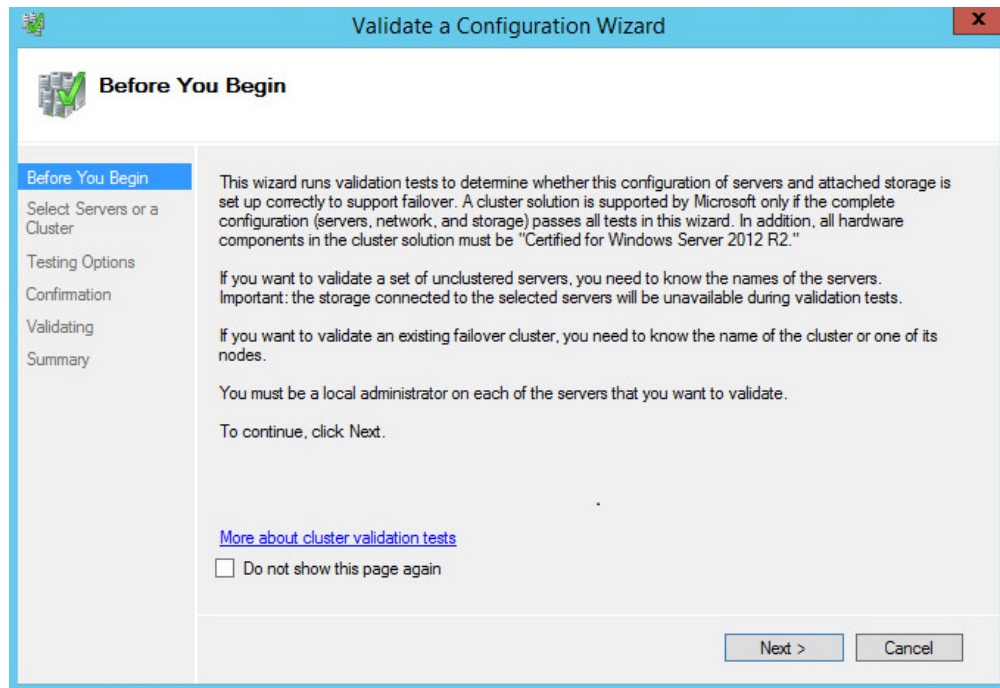 Validate a Configuration Wizard
X
Before You Begin
Before You Begin
Select Servers or a
Cluster
Testing Options
Confirmation
Validating
Summary
This wizard runs validation tests to determine whether this configuration of servers and attached storage is
set up correctly to support failover. A cluster solution is supported by Microsoft only if the complete
configuration (servers, network, and storage) passes all tests in this wizard. In addition, all hardware
components in the cluster solution must be "Certified for Windows Server 2012 R2."
If you want to validate a set of unclustered servers, you need to know the names of the servers.
Important: the storage connected to the selected servers will be unavailable during validation tests.
If you want to validate an existing failover cluster, you need to know the name of the cluster or one of its
nodes.
You must be a local administrator on each of the servers that you want to validate.
To continue, click Next.
More about cluster validation tests
Do not show this page again
Next >
Cancel